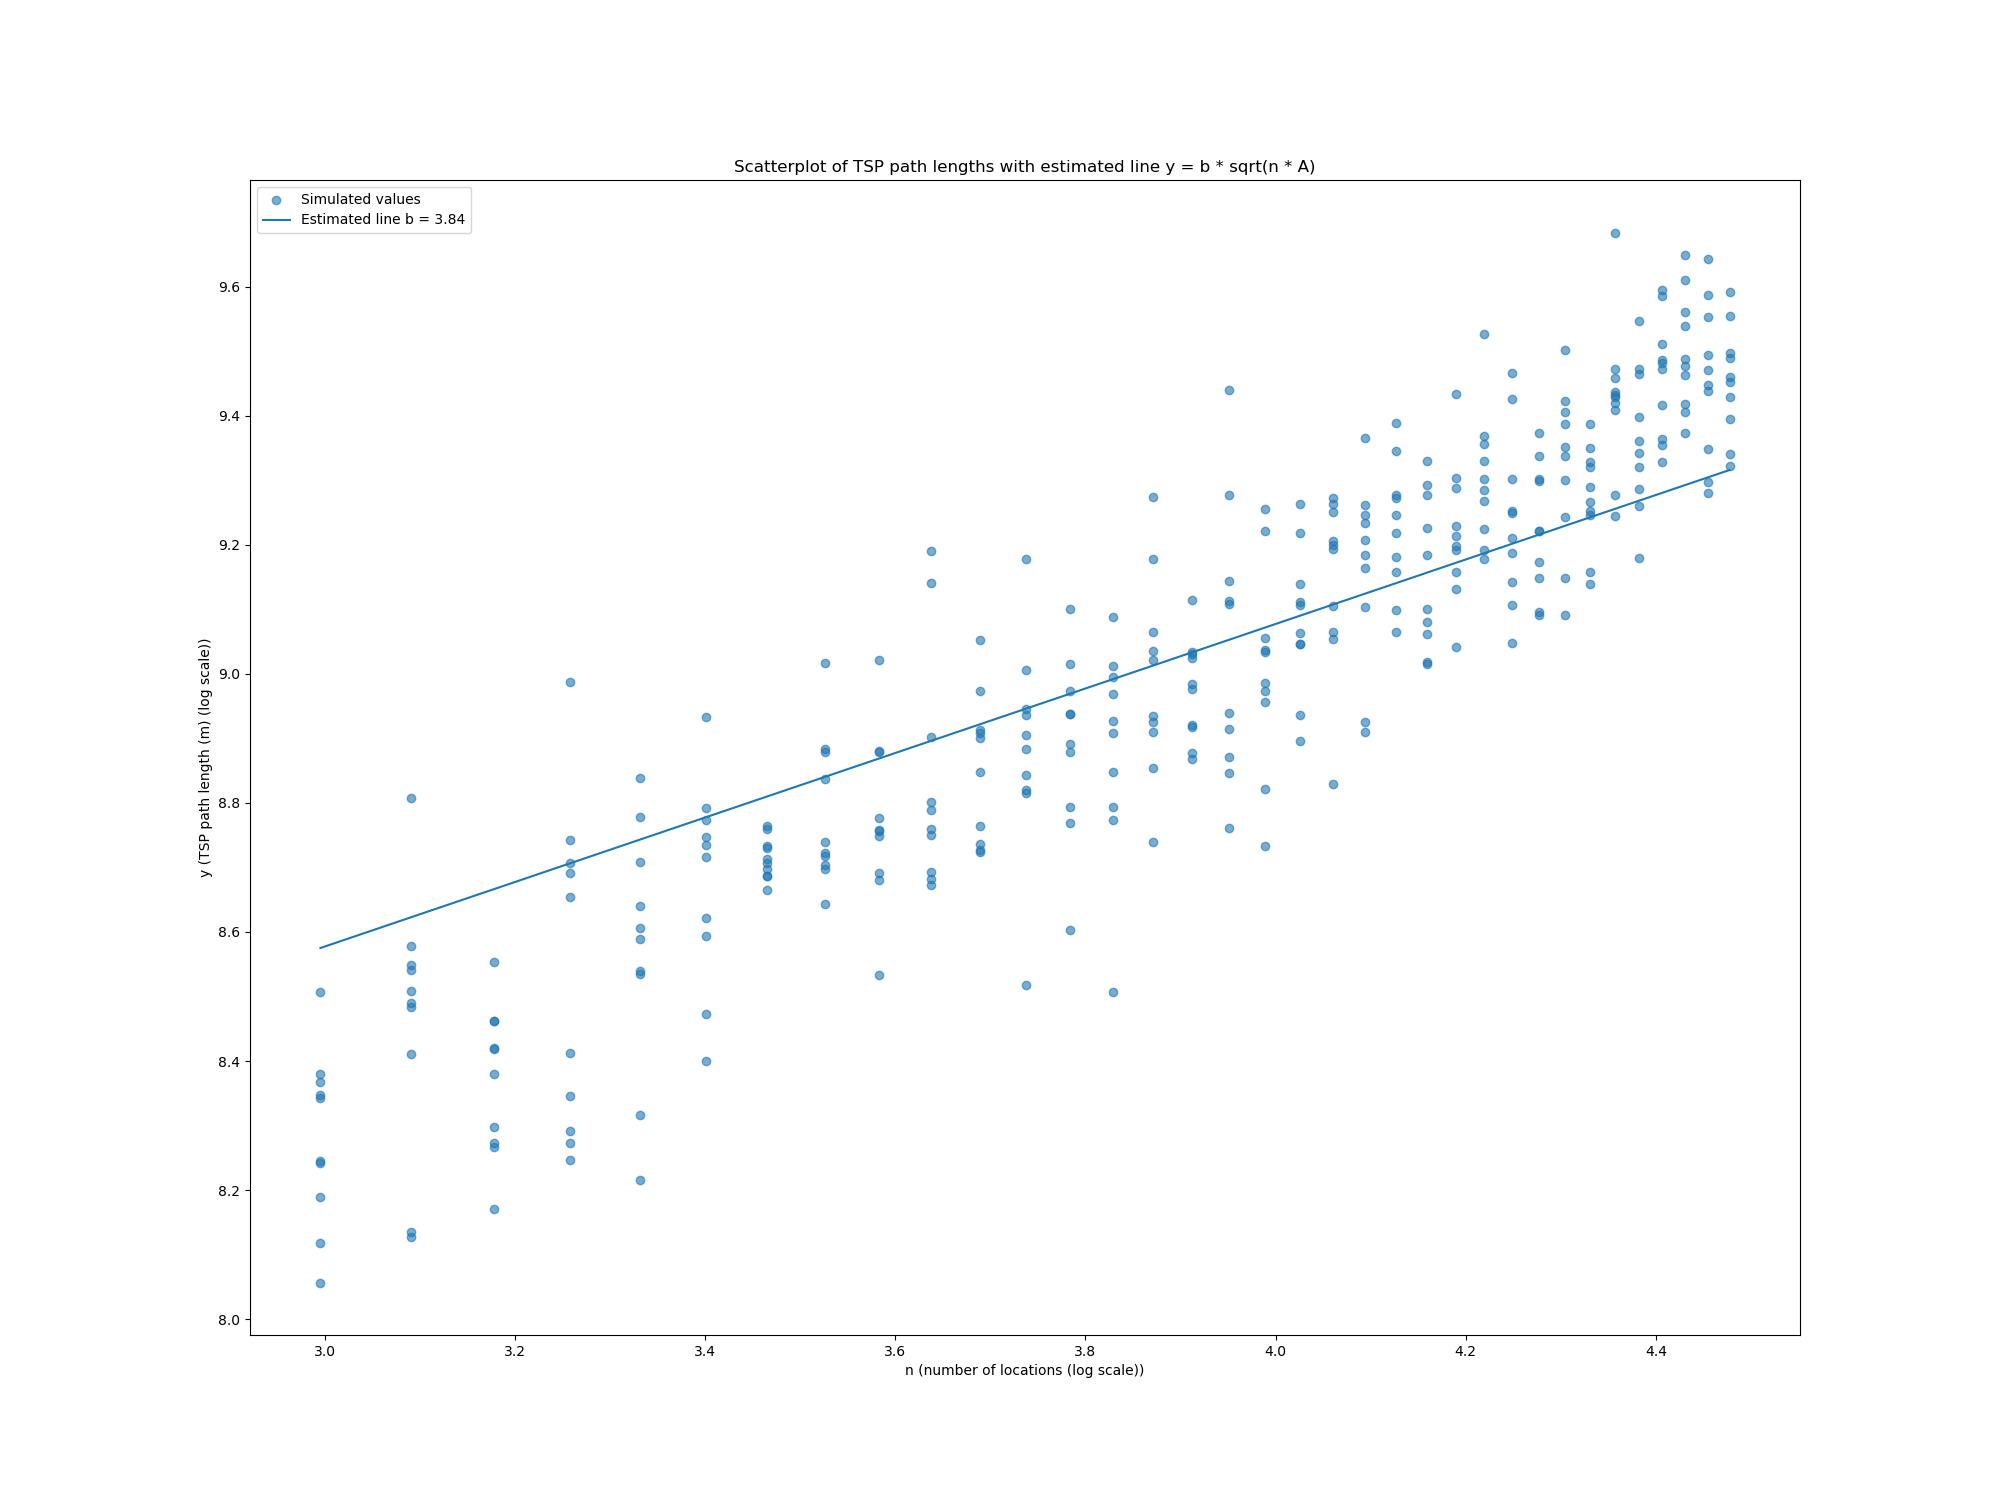 Scatterplot of TSP path lengths with estimated line y = b * sqrt(n * A)
Simulated values
Estimated line b = 3.84
9.6
9.4
9.2
9.0
8.8
8.6
8.4
8.2
8.0
y (TSP path length (m) (log scale))
3.0 3.2 3.4 3.6 3.8 4.0 4.2 4.4
n (number of locations (log scale))